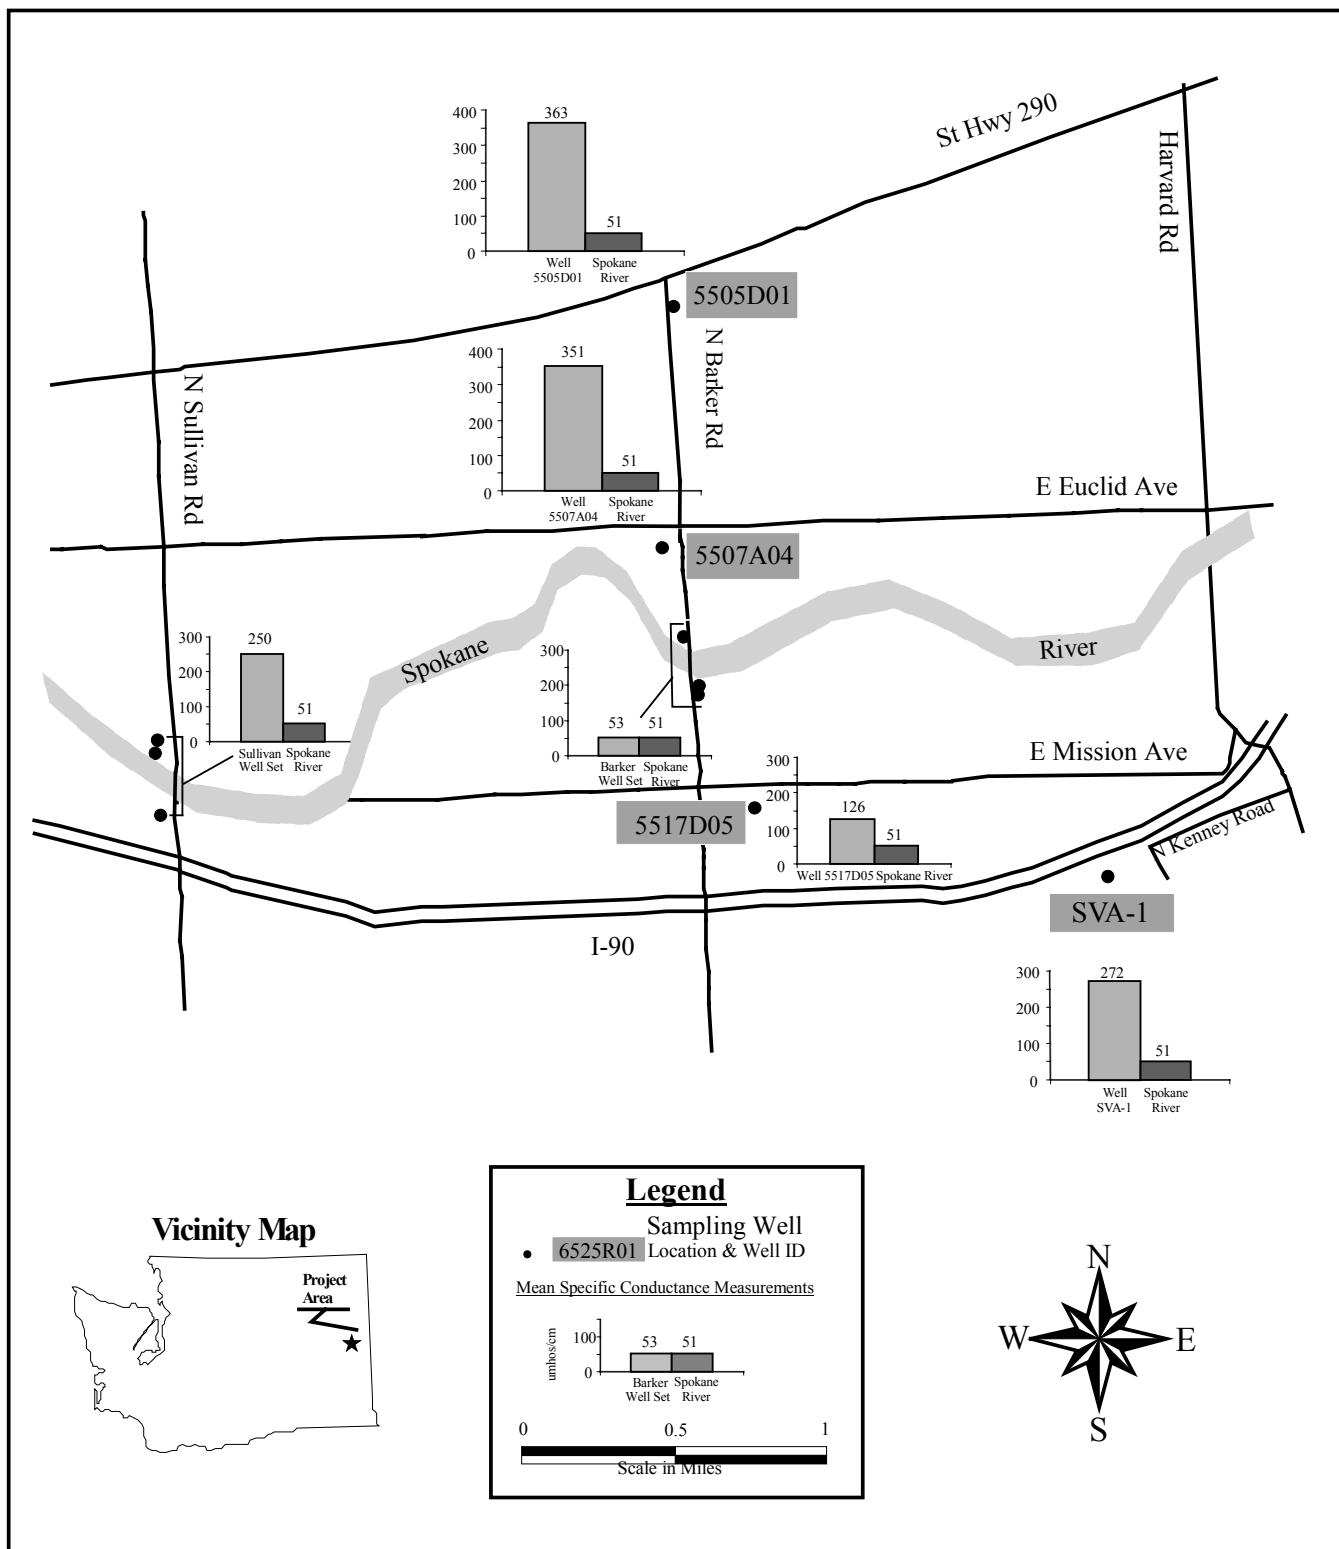 St Hwy 290
Harvard Rd
400
300
200
100
0
363
51
Well
5505D01
Spokane
River
5505D01
N Barker Rd
N Sullivan Rd
400
300
200
100
0
351
51
Well
5507A04
Spokane
River
E Euclid Ave
5507A04
Spokane
River
300
200
100
0
250
51
Sullivan
Well Set
Spokane
River
300
200
100
0
53
51
Barker
Well Set
Spokane
River
E Mission Ave
300
200
100
0
126
51
Well 5517D05 Spokane River
5517D05
N Kenney Road
SVA-1
I-90
300
200
100
0
272
51
Well
SVA-1
Spokane
River
Legend
Sampling Well
6525R01 Location & Well ID
Mean Specific Conductance Measurements
umhos/cm
100
0
53
51
Barker
Well Set
Spokane
River
0 0.5 1
Scale in Miles
Vicinity Map
Project
Area
N
W
E
S